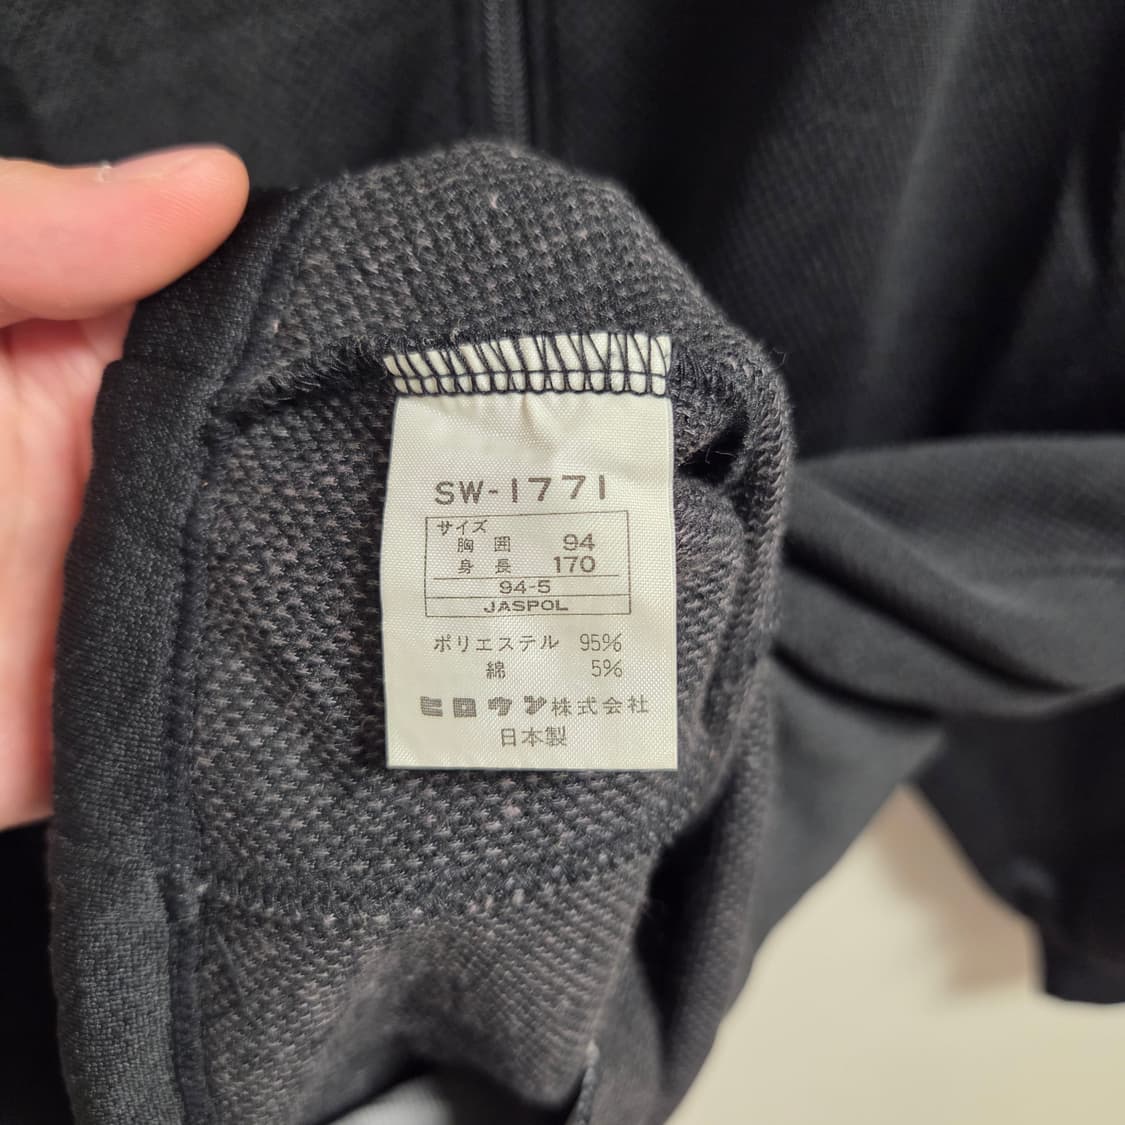 SW-1771
サイズ
胸 囲 94
身 長 170
94-5
JASPOL
ポリエステル 95%
綿 5%
ヒロウン株式会社
日本製